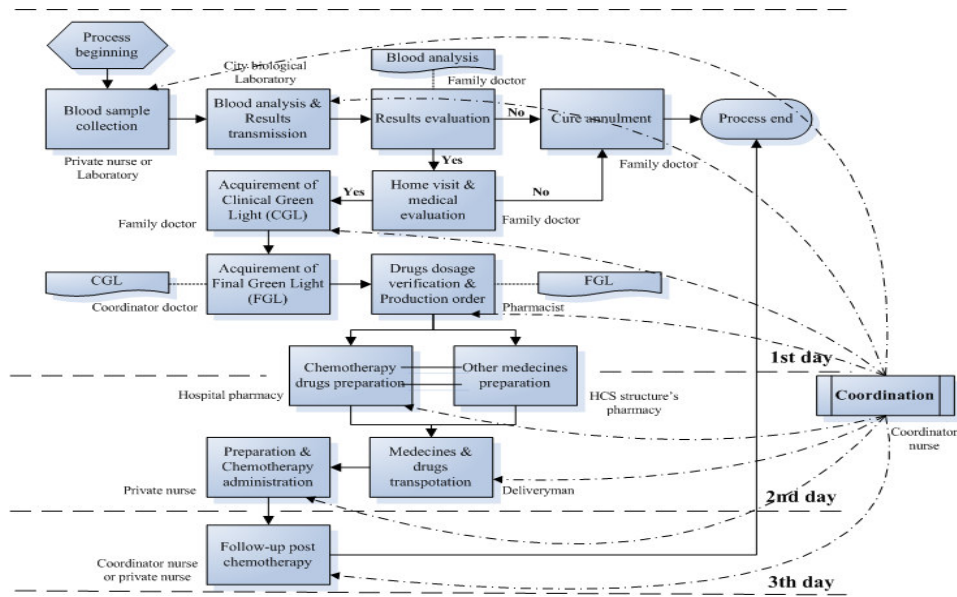 Process
beginning
City biological
Laboratory
Blood analysis
Family doctor
Blood sample
collection
Blood analysis &
Results
transmission
Results evaluation
No
Cure annulment
Process end
Private nurse or
Laboratory
Yes
Family doctor
Acquirement of
Clinical Green
Light (CGL)
Yes
Home visit &
medical
evaluation
No
Family doctor
Family doctor
CGL
Coordinator doctor
Acquirement of
Final Green Light
(FGL)
Drugs dosage
verification &
Production order
FGL
Pharmacist
1st day
Chemotherapy
drugs preparation
Other medecines
preparation
Hospital pharmacy
HCS structure's
pharmacy
Coordination
Coordinator
nurse
Preparation &
Chemotherapy
administration
Medecines &
drugs
transpotation
Private nurse
Deliveryman
2nd day
Follow-up post
chemotherapy
Coordinator nurse
or private nurse
3th day